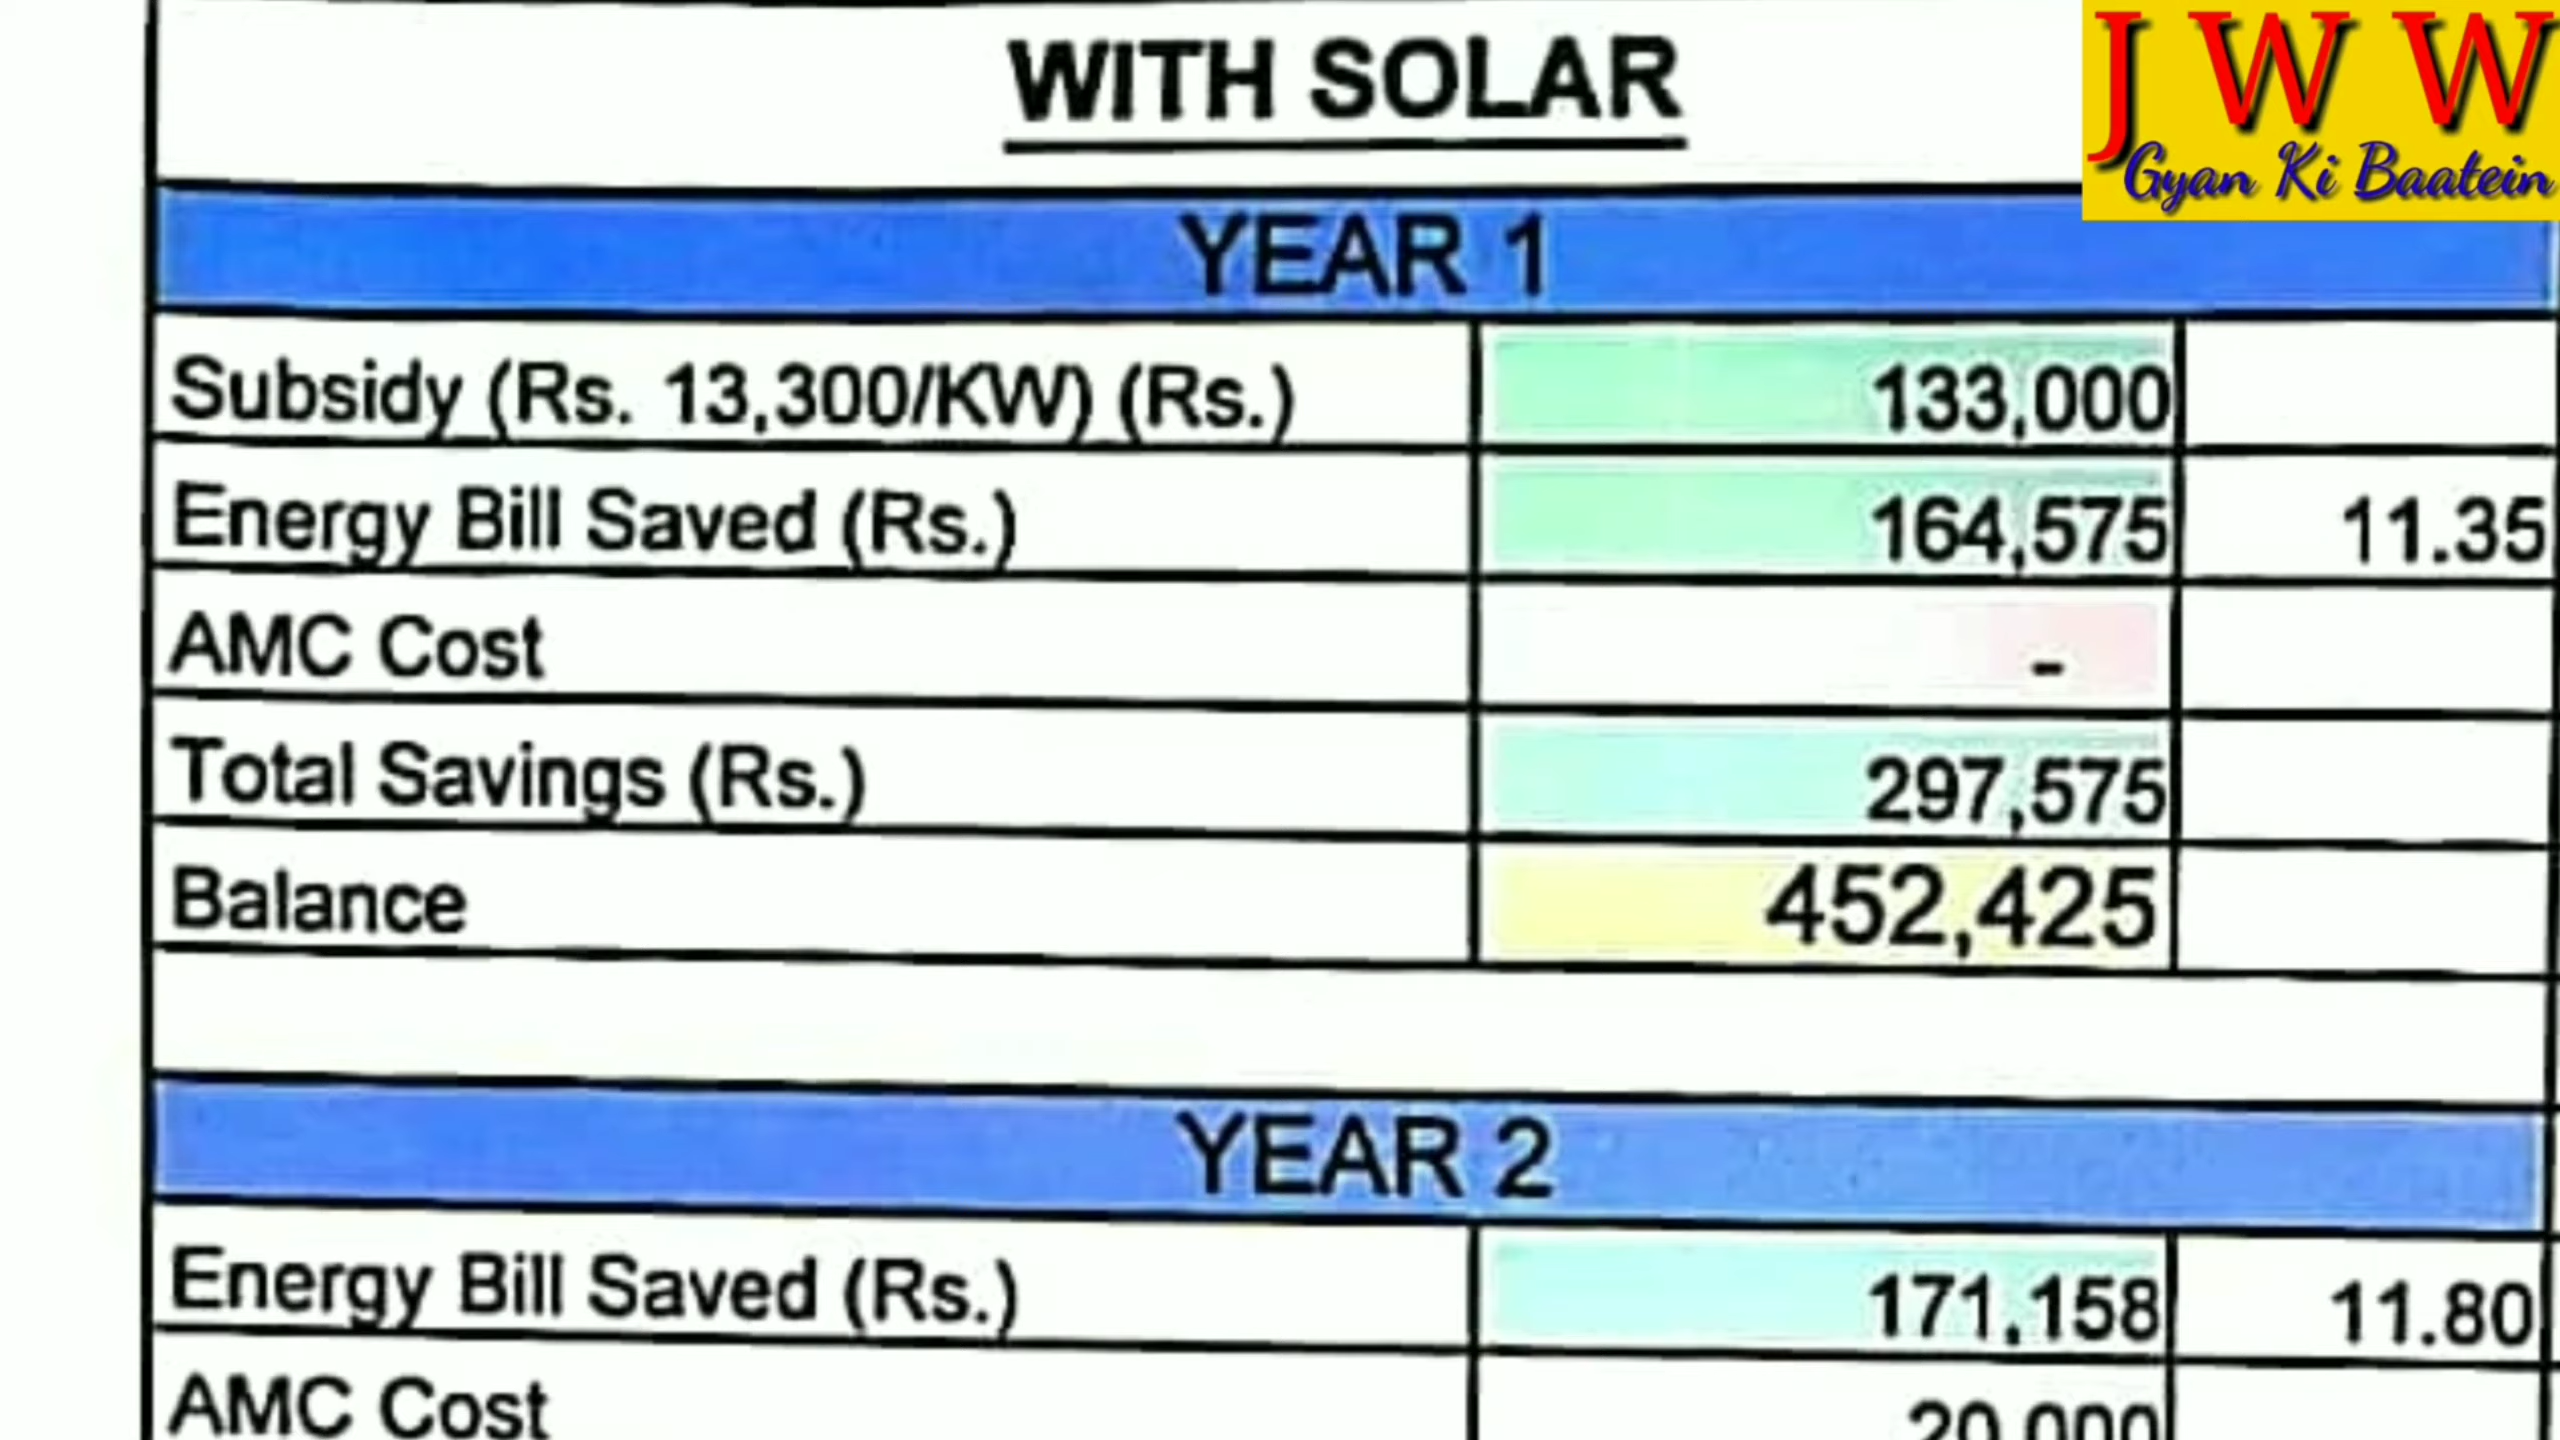 WITH SOLAR
J W W
Gyan Ki Baatein
YEAR 1
Subsidy (Rs. 13,300/KW) (Rs.) 133,000
Energy Bill Saved (Rs.) 164,575 11.35
AMC Cost -
Total Savings (Rs.) 297,575
Balance 452,425
YEAR 2
Energy Bill Saved (Rs.) 171,158 11.80
AMC Cost 20,000